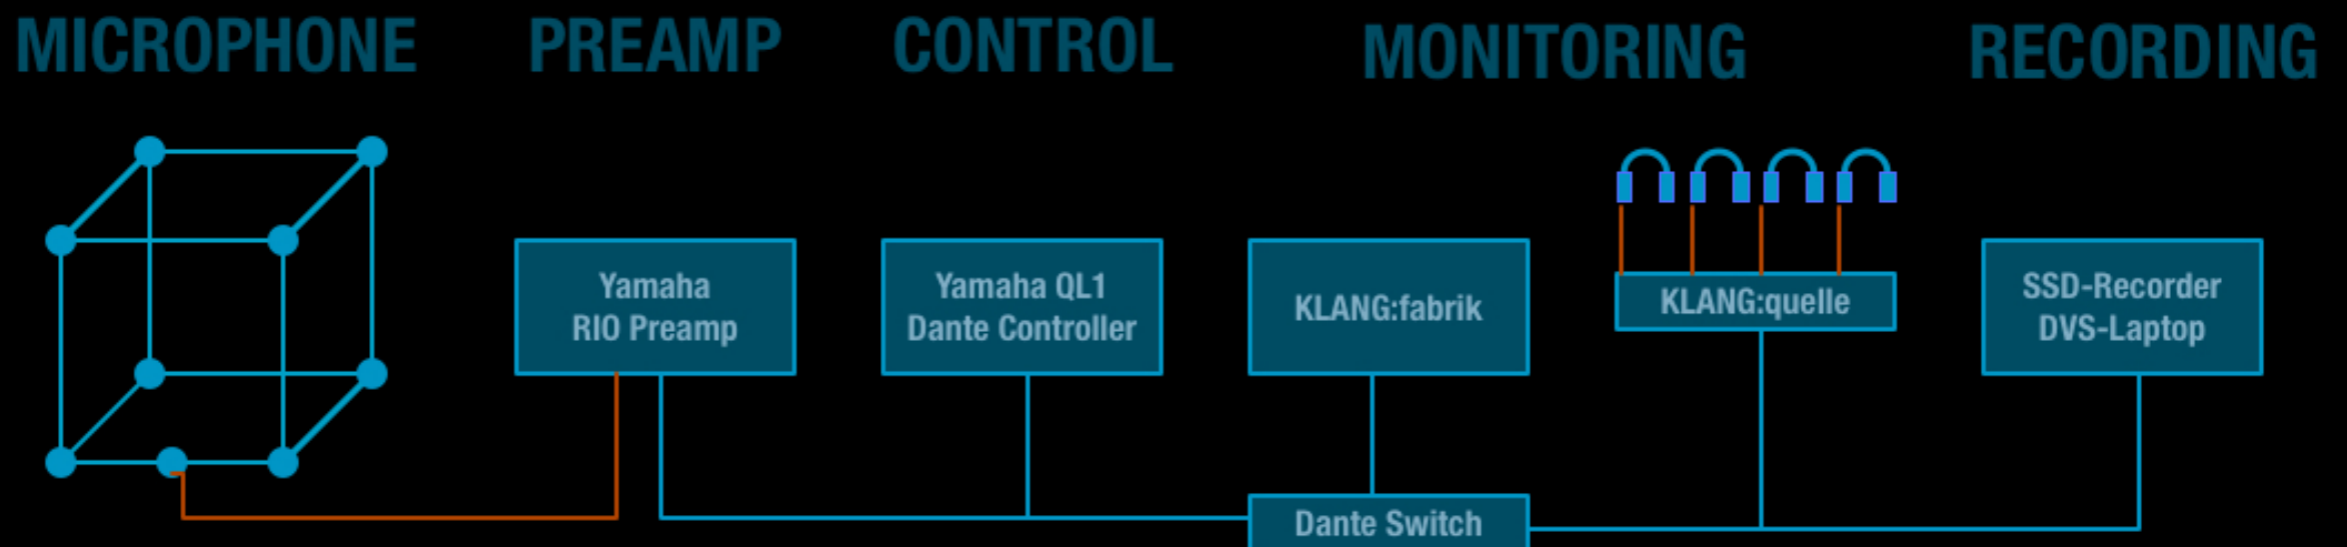 MICROPHONE
PREAMP
CONTROL
MONITORING
RECORDING
Yamaha
RIO Preamp
Yamaha QL1
Dante Controller
KLANG:fabrik
KLANG:quelle
SSD-Recorder
DVS-Laptop
Dante Switch